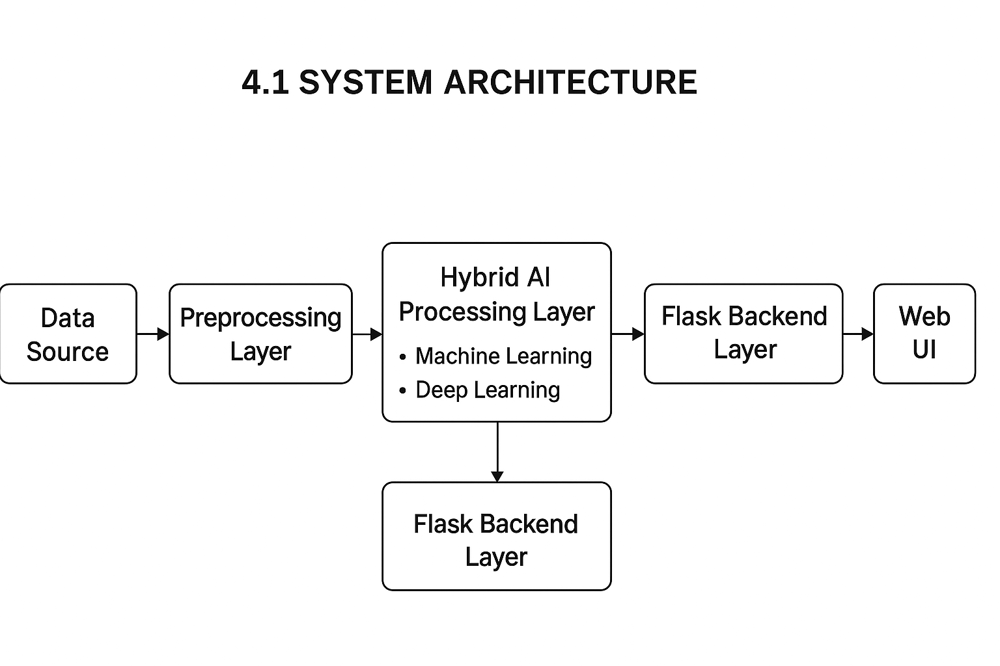 4.1 SYSTEM ARCHITECTURE
Data
Source
Preprocessing
Layer
Hybrid AI
Processing Layer
• Machine Learning
• Deep Learning
Flask Backend
Layer
Web
UI
Flask Backend
Layer